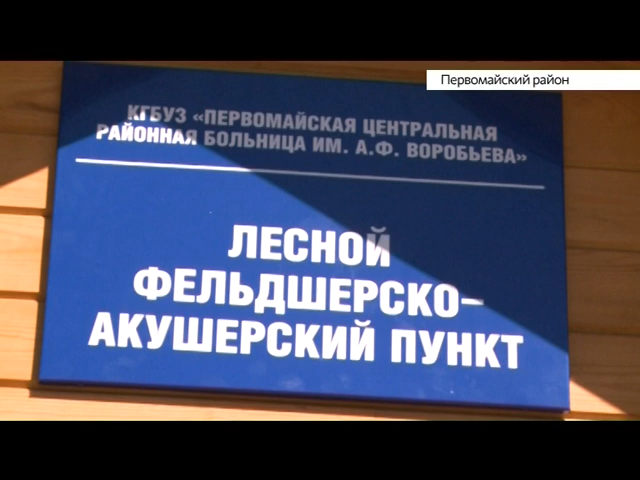 Первомайский район
КГБУЗ «ПЕРВОМАЙСКАЯ ЦЕНТРАЛЬНАЯ
РАЙОННАЯ БОЛЬНИЦА ИМ. А.Ф. ВОРОБЬЕВА»
ЛЕСНОЙ
ФЕЛЬДШЕРСКО-
АКУШЕРСКИЙ ПУНКТ